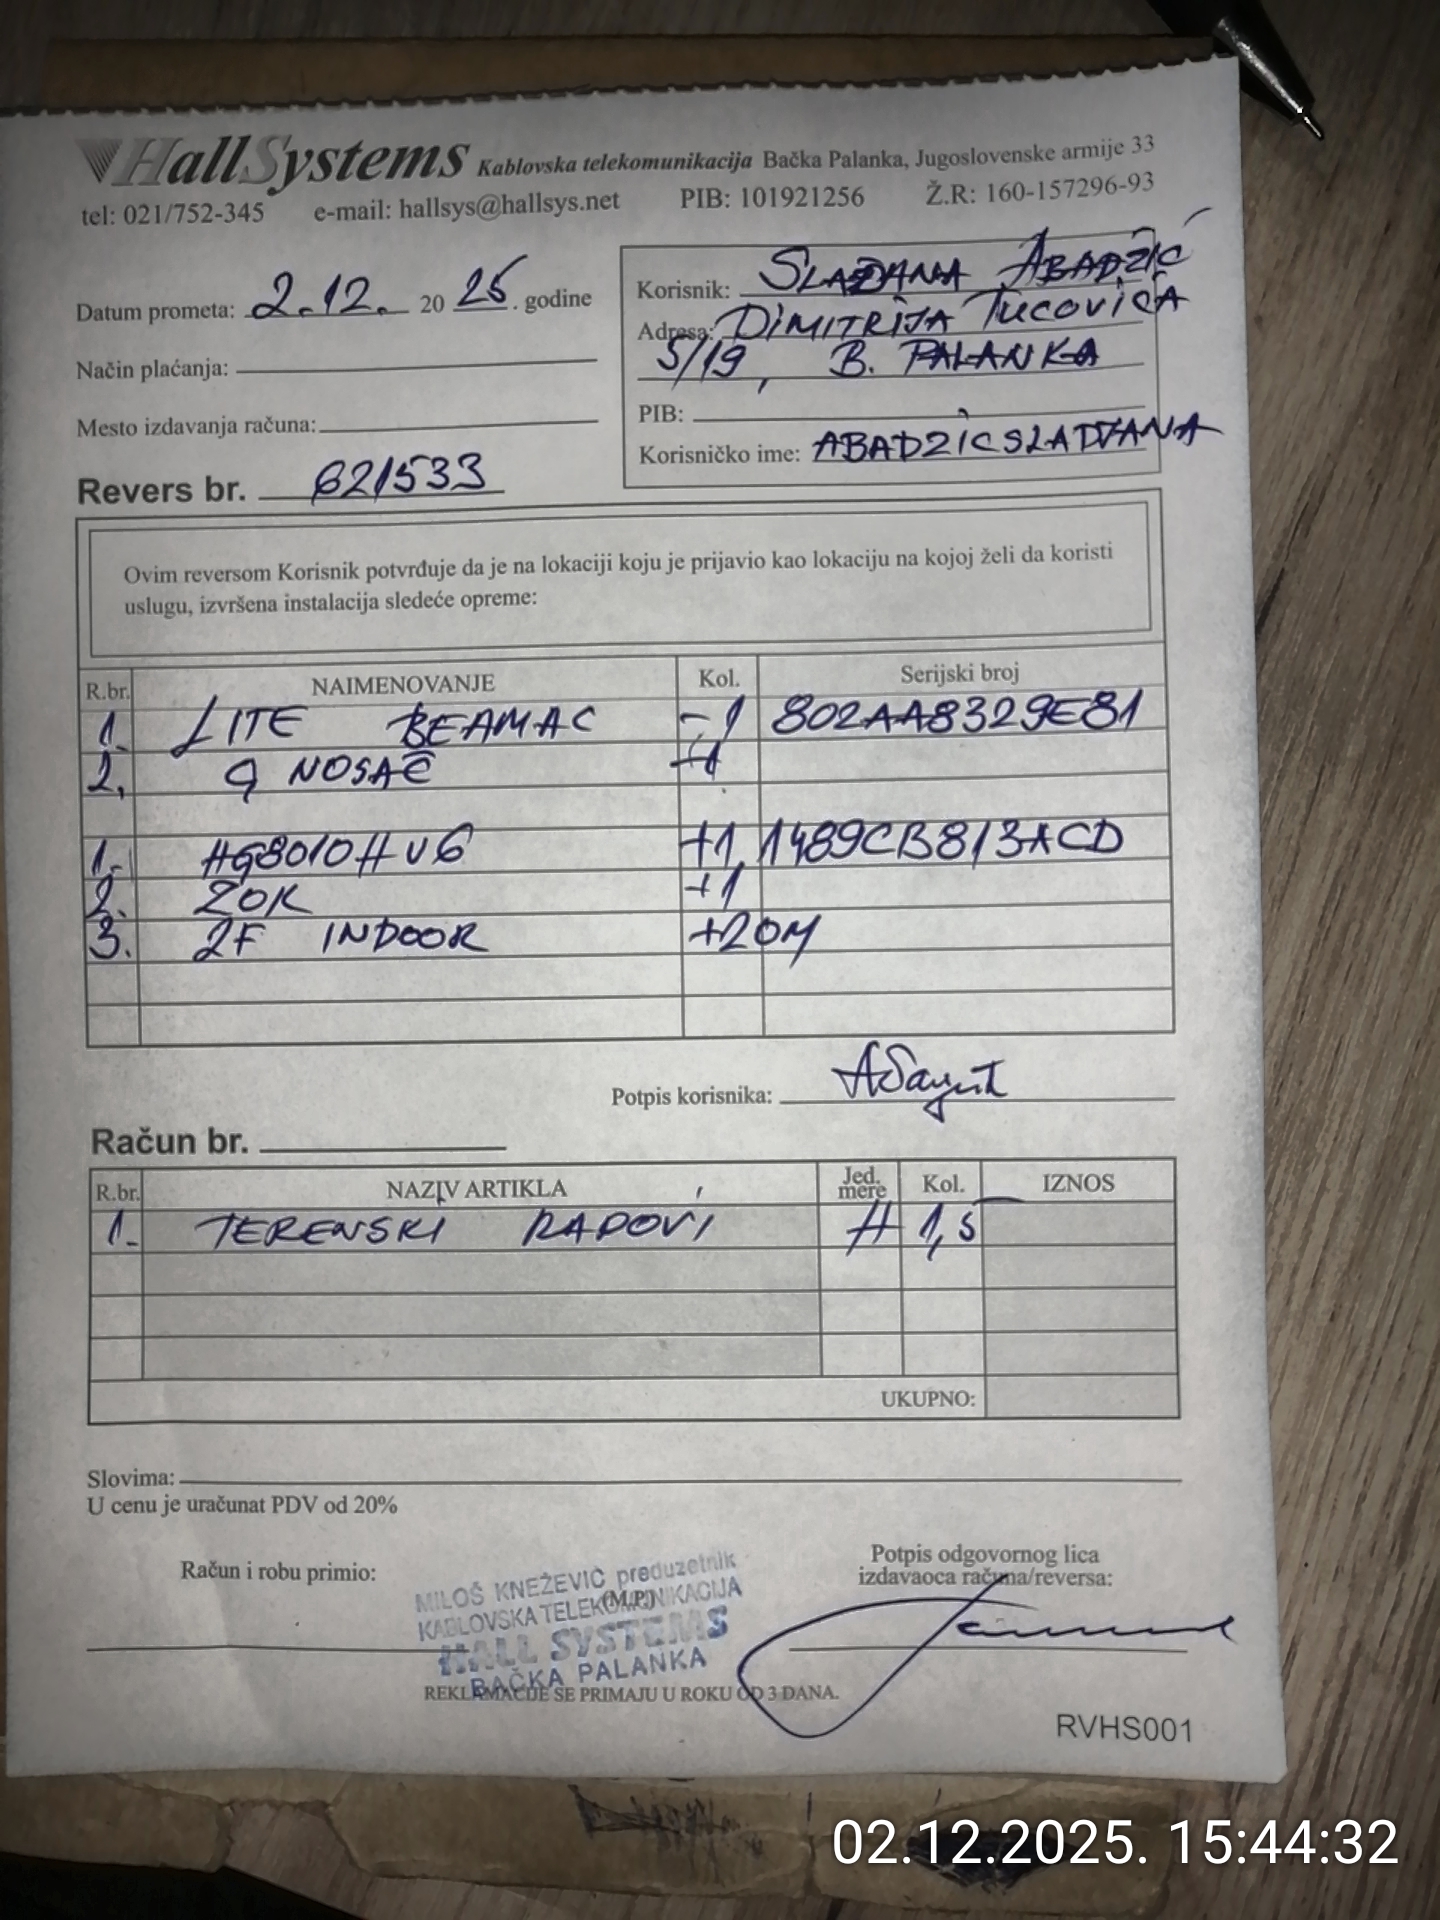 HallSystems Kablovska telekomunikacija Bačka Palanka, Jugoslovenske armije 33
tel: 021/752-345 e-mail: hallsys@hallsys.net PIB: 101921256 Ž.R: 160-157296-93
Datum prometa: 2.12. 20 25. godine
Način plaćanja:
Mesto izdavanja računa:
Revers br. 621533
Korisnik: SLAĐANA ABADŽIĆ
Adresa: DIMITRIJA TUCOVIĆA
5/19, B. PALANKA
PIB:
Korisničko ime: ABADZICSLADJANA
Ovim reversom Korisnik potvrđuje da je na lokaciji koju je prijavio kao lokaciju na kojoj želi da koristi
uslugu, izvršena instalacija sledeće opreme:
R.br. NAIMENOVANJE Kol. Serijski broj
1. LITE BEAMAC -1 802AA8329E81
2. NOSAČ
1. HG8010HV6 +1 1489CB813ACD
2. ZOK +1
3. 2F INDOOR +20M
Potpis korisnika:
Račun br.
R.br. NAZIV ARTIKLA Jed. mere Kol. IZNOS
1. TERENSKI RADOVI H 1,5
UKUPNO:
Slovima:
U cenu je uračunat PDV od 20%
Račun i robu primio:
MILOŠ KNEŽEVIĆ preduzetnik
KABLOVSKA TELEKOMUNIKACIJA
(M.P.)
HALL SYSTEMS
BAČKA PALANKA
Potpis odgovornog lica
izdavaoca računa/reversa:
REKLAMACIJE SE PRIMAJU U ROKU OD 3 DANA.
RVHS001
02.12.2025. 15:44:32